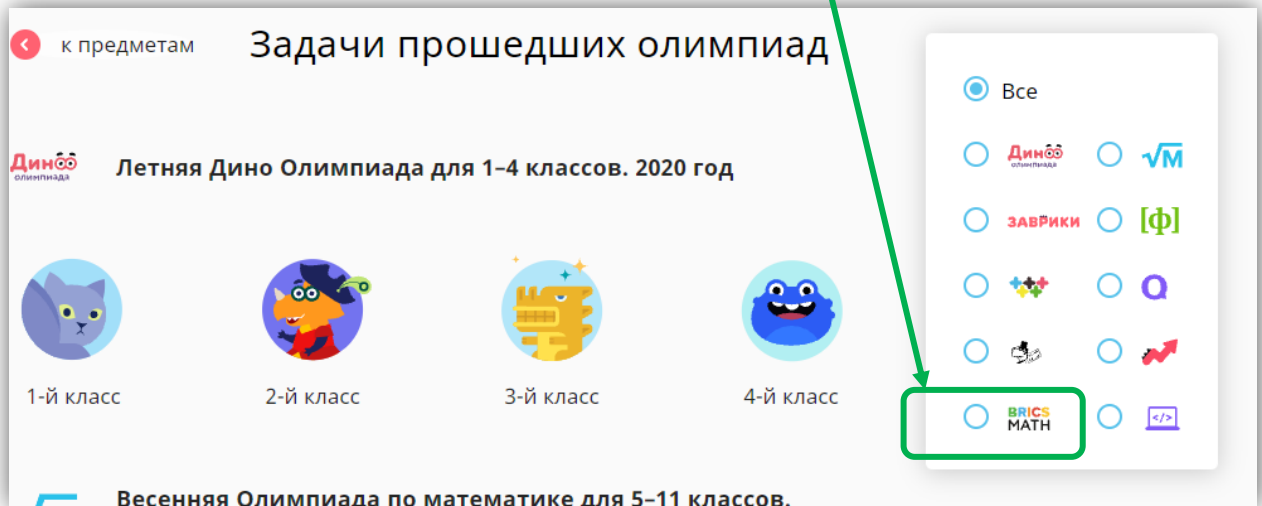 к предметам
Задачи прошедших олимпиад
Дино
олимпиада
Летняя Дино Олимпиада для 1–4 классов. 2020 год
1-й класс
2-й класс
3-й класс
4-й класс
Весенняя Олимпиада по математике для 5–11 классов.
Все
Дино
олимпиада
√М
ЗАВРИКИ
[ф]
Q
BRICS
MATH
</>